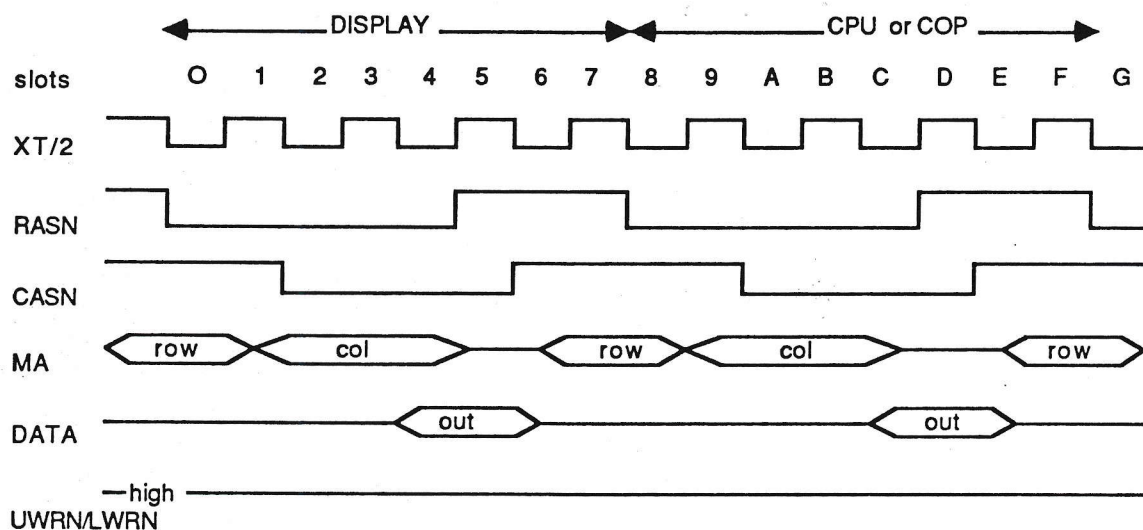 DISPLAY CPU or COP
slots O 1 2 3 4 5 6 7 8 9 A B C D E F G
XT/2
RASN
CASN
MA row col row col row
DATA out out
high
UWRN/LWRN